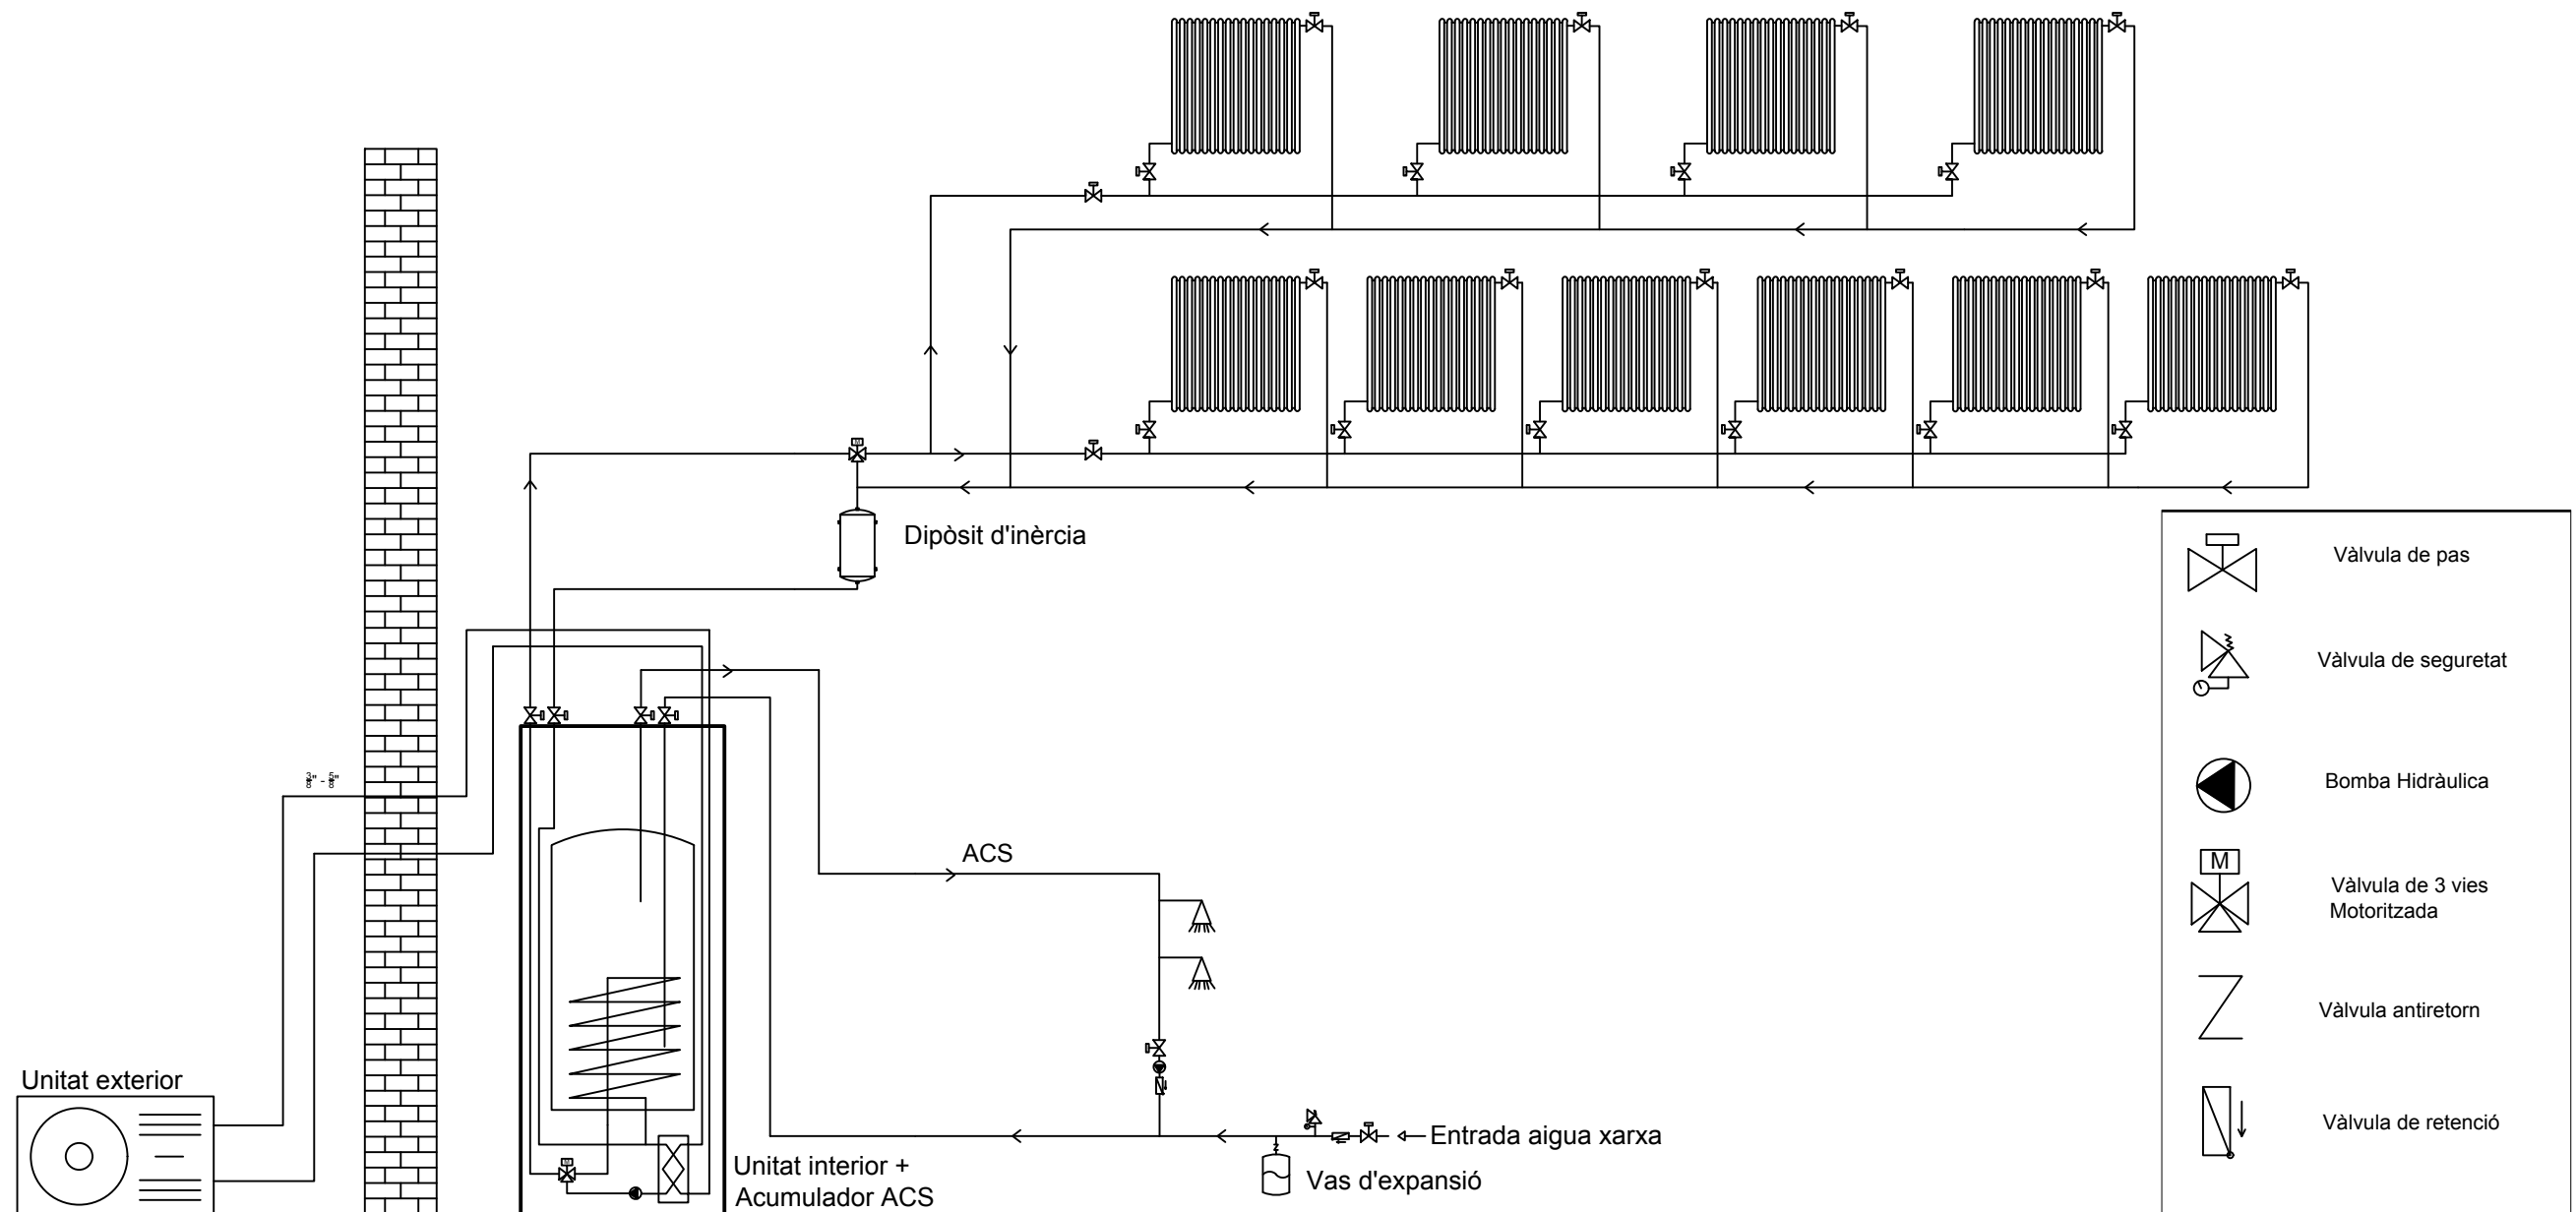 Dipòsit d'inèrcia
Vàlvula de pas
Vàlvula de seguretat
Bomba Hidràulica
M
Vàlvula de 3 vies
Motoritzada
Vàlvula antiretorn
Vàlvula de retenció
ACS
Unitat exterior
Unitat interior +
Acumulador ACS
Entrada aigua xarxa
Vas d'expansió